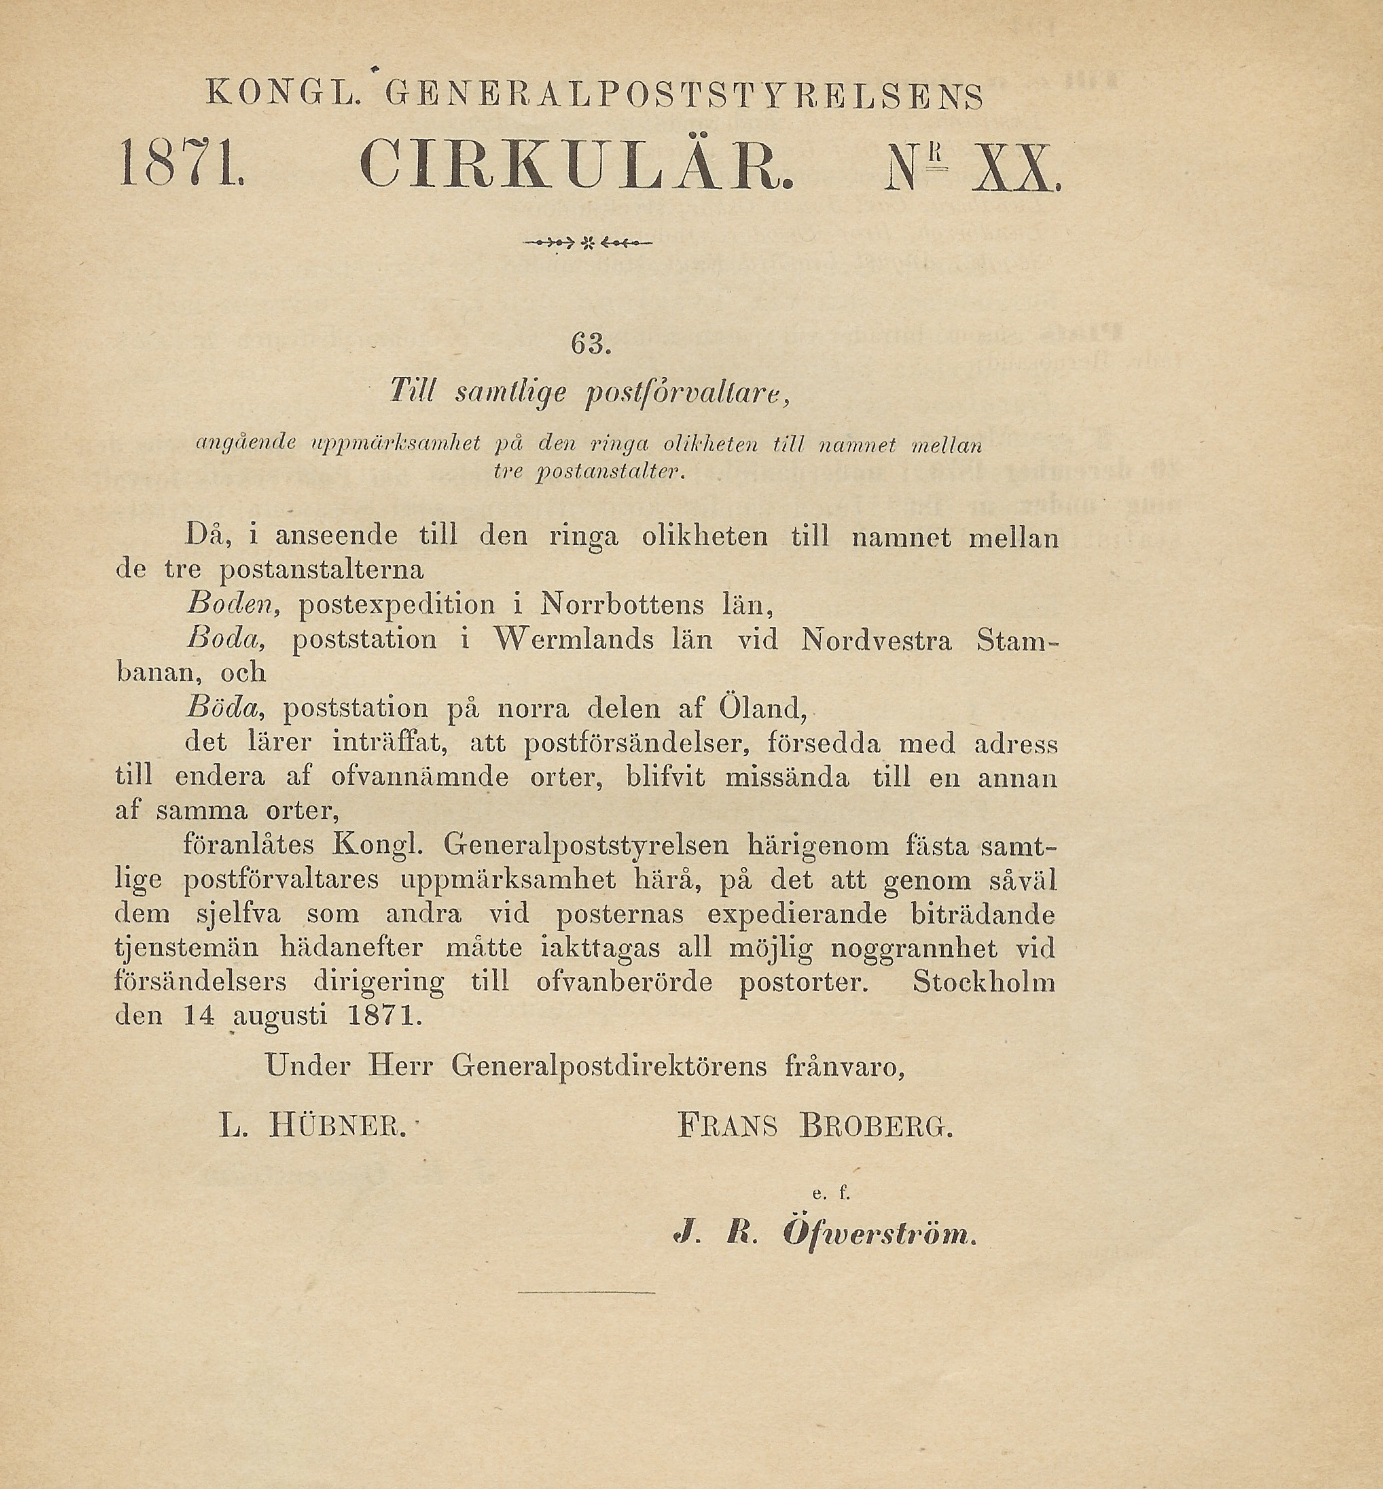 KONGL. GENERALPOSTSTYRELSENS
1871. CIRKULÄR. NR XX.
63.
Till samtlige postförvaltare,
angående uppmärksamhet på den ringa olikheten till namnet mellan
tre postanstalter.
Då, i anseende till den ringa olikheten till namnet mellan
de tre postanstalterna
Boden, postexpedition i Norrbottens län,
Boda, poststation i Wermlands län vid Nordvestra Stam-
banan, och
Böda, poststation på norra delen af Öland,
det lärer inträffat, att postförsändelser, försedda med adress
till endera af ofvannämnde orter, blifvit missända till en annan
af samma orter,
föranlåtes Kongl. Generalpoststyrelsen härigenom fästa samt-
lige postförvaltares uppmärksamhet härå, på det att genom såväl
dem sjelfva som andra vid posternas expedierande biträdande
tjenstemän hädanefter måtte iakttagas all möjlig noggrannhet vid
försändelsers dirigering till ofvanberörde postorter. Stockholm
den 14 augusti 1871.
Under Herr Generalpostdirektörens frånvaro,
L. HÜBNER. FRANS BROBERG.
e. f.
J. R. Öfwerström.